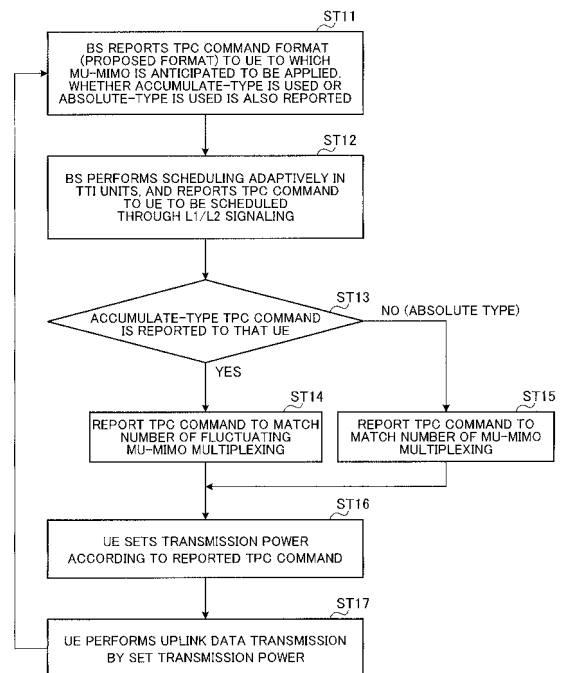 ST11
BS REPORTS TPC COMMAND FORMAT
(PROPOSED FORMAT) TO UE TO WHICH
MU-MIMO IS ANTICIPATED TO BE APPLIED.
WHETHER ACCUMULATE-TYPE IS USED OR
ABSOLUTE-TYPE IS USED IS ALSO REPORTED
ST12
BS PERFORMS SCHEDULING ADAPTIVELY IN
TTI UNITS, AND REPORTS TPC COMMAND
TO UE TO BE SCHEDULED
THROUGH L1/L2 SIGNALING
ST13
ACCUMULATE-TYPE TPC COMMAND
IS REPORTED TO THAT UE
NO (ABSOLUTE TYPE)
YES
ST14
REPORT TPC COMMAND TO MATCH
NUMBER OF FLUCTUATING
MU-MIMO MULTIPLEXING
ST15
REPORT TPC COMMAND TO
MATCH NUMBER OF MU-MIMO
MULTIPLEXING
ST16
UE SETS TRANSMISSION POWER
ACCORDING TO REPORTED TPC COMMAND
ST17
UE PERFORMS UPLINK DATA TRANSMISSION
BY SET TRANSMISSION POWER